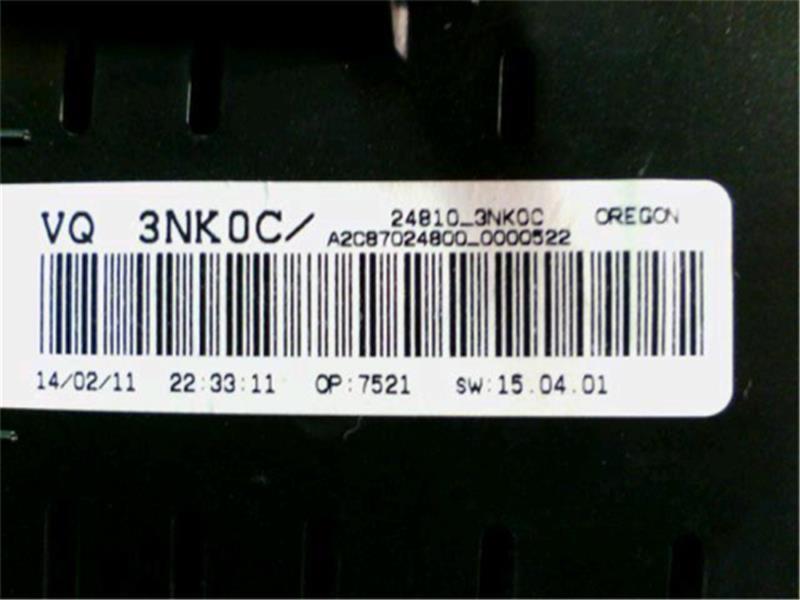 VQ 3NK0C/ 24810_3NK0C OREGON
A2C87024800_0000522
14/02/11 22:33:11 OP:7521 SW:15.04.01